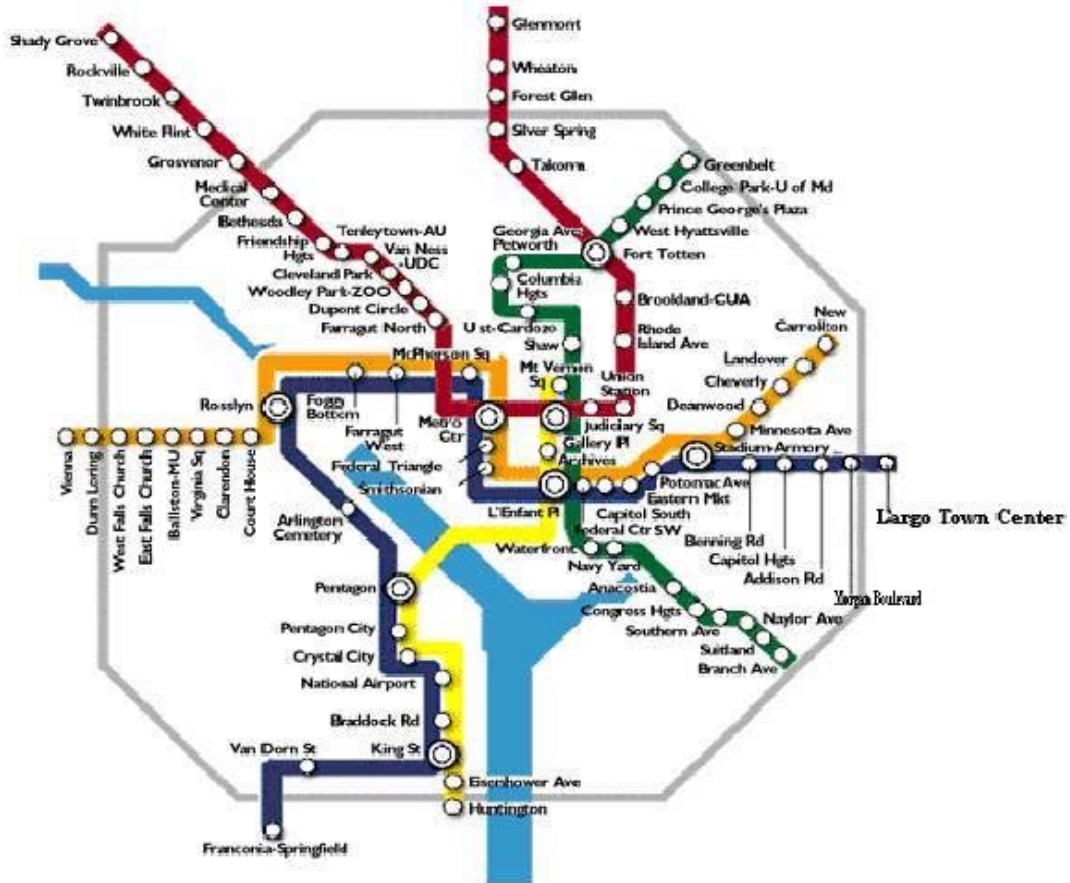 Shady Grove
Rockville
Twinbrook
White Flint
Grosvenor
Medical
Center
Bethesda
Friendship
Hgts
Tenleytown-AU
Van Ness
-UDC
Cleveland Park
Woodley Park-ZOO
Dupont Circle
Farragut North
Glenmont
Wheaton
Forest Glen
Silver Spring
Takoma
Greenbelt
College Park-U of Md
Prince George's Plaza
West Hyattsville
Fort Totten
Georgia Ave
Petworth
Columbia
Hgts
U st-Cardozo
Shaw
Mt Vernon
Sq
Brookland-CUA
Rhode
Island Ave
Union
Station
Judiciary Sq
Gallery Pl
Archives
New
Carrollton
Landover
Cheverly
Deanwood
Minnesota Ave
Stadium-Armory
McPherson Sq
Metro
Ctr
Foggy
Bottom
Farragut
West
Rosslyn
Federal Triangle
Smithsonian
L'Enfant Pl
Potomac Ave
Eastern Mkt
Capitol South
Federal Ctr SW
Vienna
Dunn Loring
West Falls Church
East Falls Church
Ballston-MU
Virginia Sq
Clarendon
Court House
Benning Rd
Capitol Hgts
Addison Rd
Morgan Boulevard
Largo Town Center
Arlington
Cemetery
Pentagon
Pentagon City
Crystal City
National Airport
Braddock Rd
King St
Van Dorn St
Franconia-Springfield
Eisenhower Ave
Huntington
Waterfront
Navy Yard
Anacostia
Congress Hgts
Southern Ave
Naylor Ave
Suitland
Branch Ave